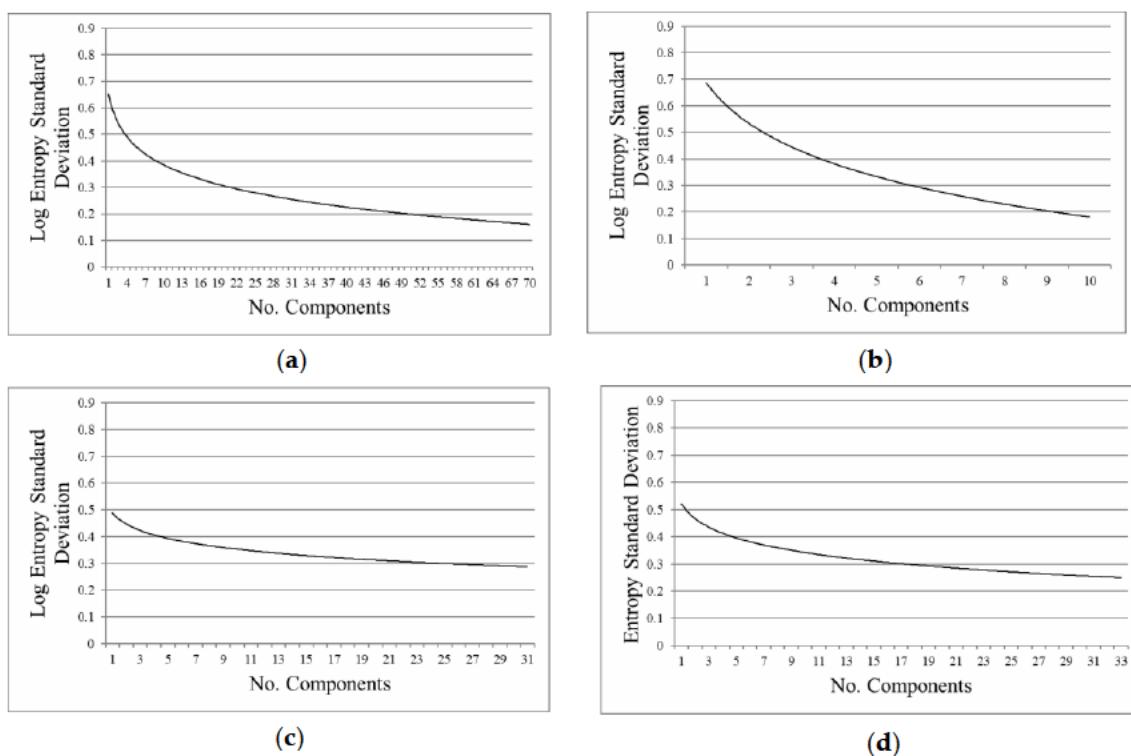 0.9
0.8
0.7
0.6
0.5
0.4
0.3
0.2
0.1
0
Log Entropy Standard
Deviation
1 4 7 10 13 16 19 22 25 28 31 34 37 40 43 46 49 52 55 58 61 64 67 70
No. Components
(a)
0.9
0.8
0.7
0.6
0.5
0.4
0.3
0.2
0.1
0
Log Entropy Standard
Deviation
1 2 3 4 5 6 7 8 9 10
No. Components
(b)
0.9
0.8
0.7
0.6
0.5
0.4
0.3
0.2
0.1
0
Log Entropy Standard
Deviation
1 3 5 7 9 11 13 15 17 19 21 23 25 27 29 31
No. Components
(c)
0.9
0.8
0.7
0.6
0.5
0.4
0.3
0.2
0.1
0
Entropy Standard Deviation
1 3 5 7 9 11 13 15 17 19 21 23 25 27 29 31 33
No. Components
(d)